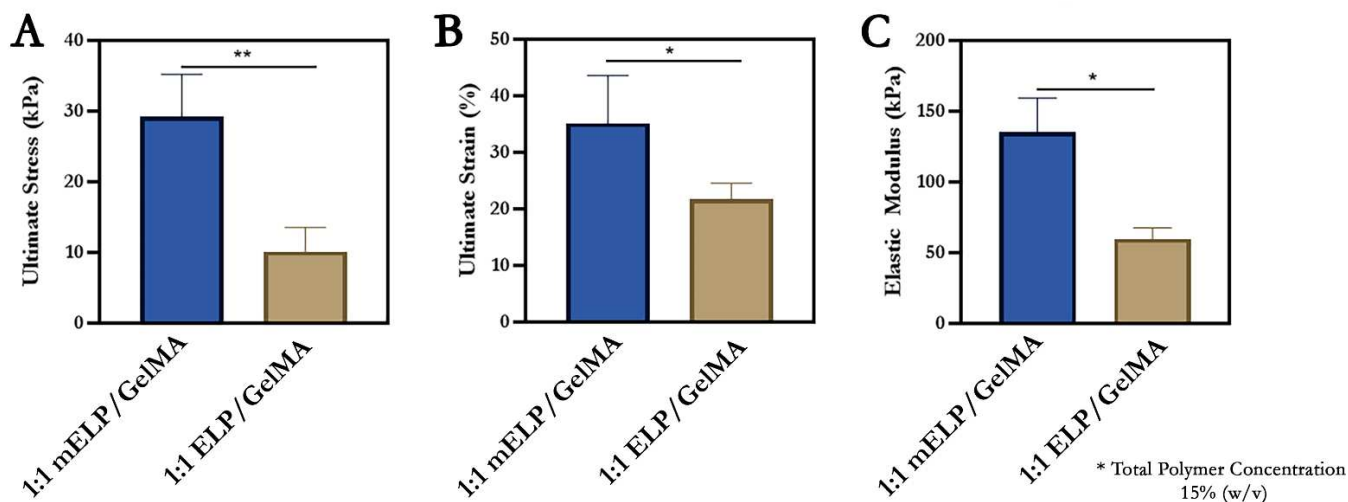 A
Ultimate Stress (kPa)
40
30
20
10
0
**
1:1 mELP/GelMA
1:1 ELP/GelMA
B
Ultimate Strain (%)
50
40
30
20
10
0
*
1:1 mELP/GelMA
1:1 ELP/GelMA
C
Elastic Modulus (kPa)
200
150
100
50
0
*
1:1 mELP/GelMA
1:1 ELP/GelMA
* Total Polymer Concentration
15% (w/v)